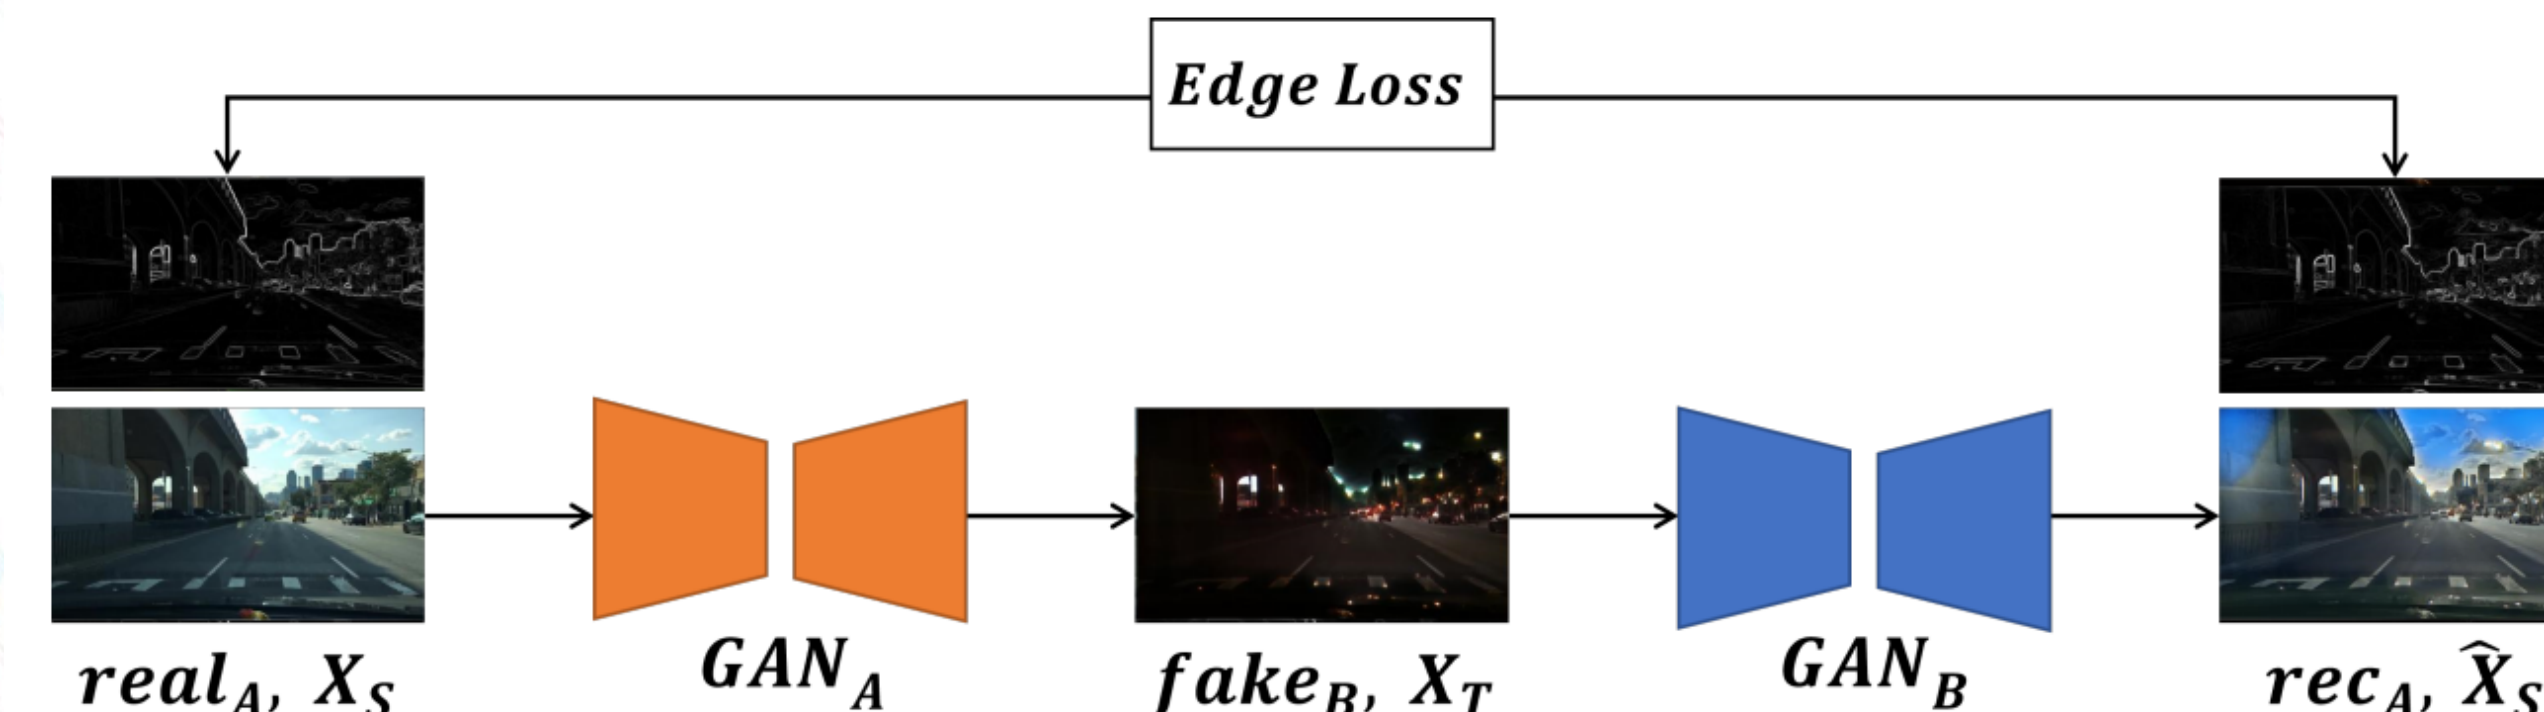 Edge Loss
real_A, X_S
GAN_A
fake_B, X_T
GAN_B
rec_A, X̂_S